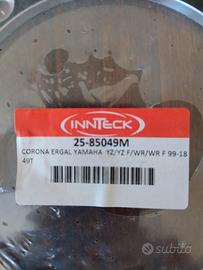 INNTECK
25-85049M
CORONA ERGAL YAMAHA YZ/YZ F/WR/WR F 99-18
49T
subito